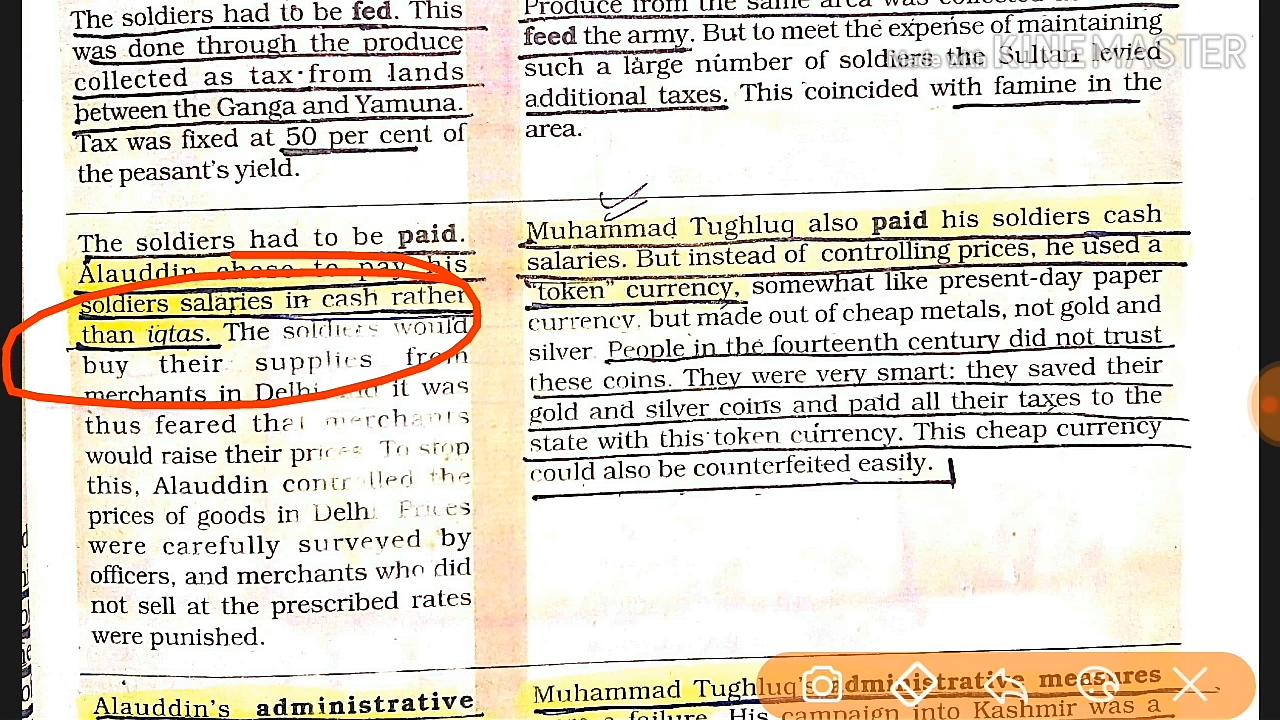 The soldiers had to be fed. This
was done through the produce
collected as tax from lands
between the Ganga and Yamuna.
Tax was fixed at 50 per cent of
the peasant's yield.
Produce from the same area was collected
feed the army. But to meet the expense of maintaining
such a large number of soldiers the Sultan levied
additional taxes. This coincided with famine in the
area.
KINEMASTER
The soldiers had to be paid.
Alauddin chose to pay his
soldiers salaries in cash rather
than iqtas. The soldiers would
buy their supplies from
merchants in Delhi and it was
thus feared that merchants
would raise their prices. To stop
this, Alauddin controlled the
prices of goods in Delhi. Prices
were carefully surveyed by
officers, and merchants who did
not sell at the prescribed rates
were punished.
Muhammad Tughluq also paid his soldiers cash
salaries. But instead of controlling prices, he used a
"token" currency, somewhat like present-day paper
currency, but made out of cheap metals, not gold and
silver. People in the fourteenth century did not trust
these coins. They were very smart: they saved their
gold and silver coins and paid all their taxes to the
state with this token currency. This cheap currency
could also be counterfeited easily.
Alauddin's administrative
Muhammad Tughluq's administrative measures
a failure. His campaign into Kashmir was a